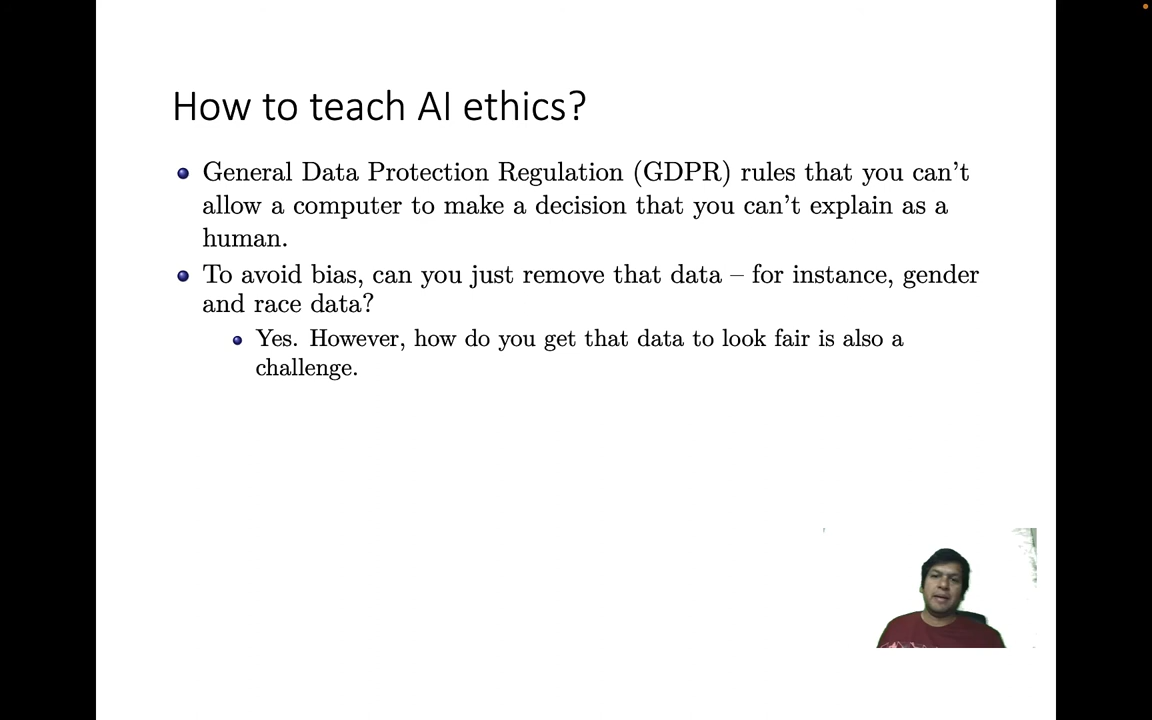 How to teach AI ethics?
General Data Protection Regulation (GDPR) rules that you can't
allow a computer to make a decision that you can't explain as a
human.
To avoid bias, can you just remove that data – for instance, gender
and race data?
Yes. However, how do you get that data to look fair is also a
challenge.